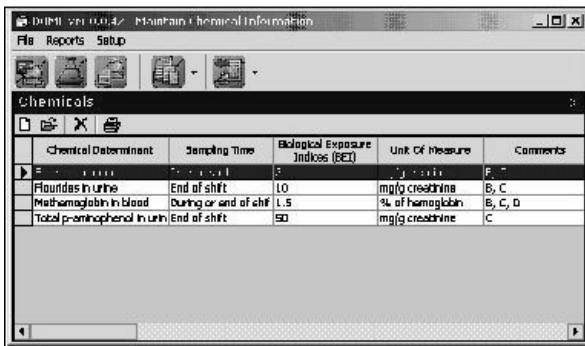 Maintain Chemical Information
File Reports Setup
Chemicals
Chemical Determinant Sampling Time Biological Exposure Indices (BEI) Unit Of Measure Comments
Flourides in urine End of shift 10 mg/g creatinine B, C
Methemoglobin in blood During or end of shif 1.5 % of hemoglobin B, C, D
Total p-aminophenol in urin End of shift 50 mg/g creatinine C